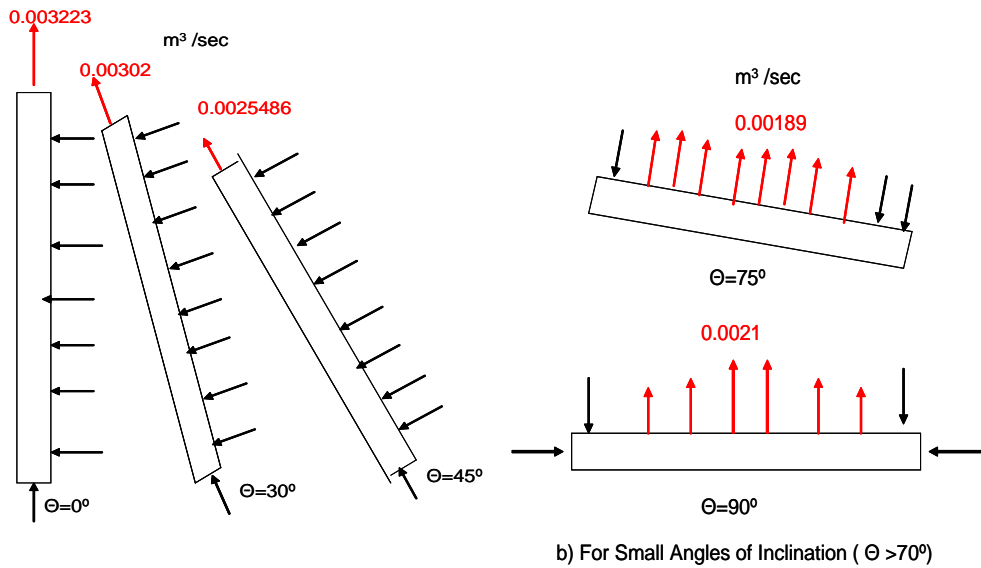 0.003223
m³ /sec
0.00302
0.0025486
Θ=0º
Θ=30º
Θ=45º
m³ /sec
0.00189
Θ=75º
0.0021
Θ=90º
b) For Small Angles of Inclination ( Θ >70º)